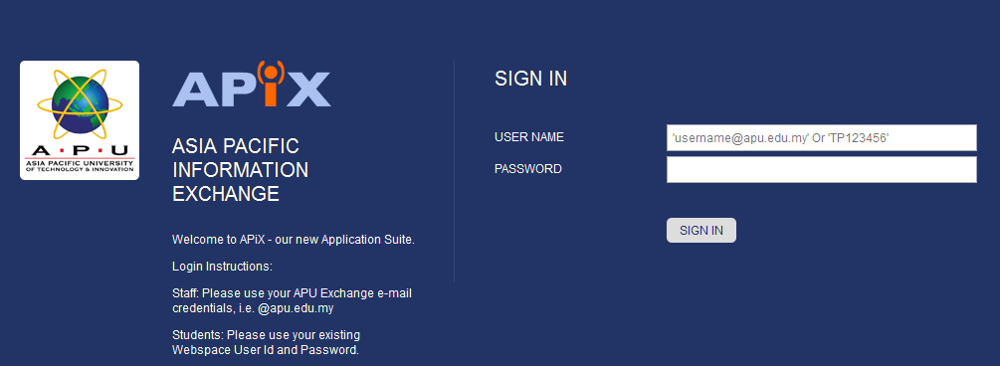 A·P·U
ASIA PACIFIC UNIVERSITY
OF TECHNOLOGY & INNOVATION
APiX
ASIA PACIFIC
INFORMATION
EXCHANGE
Welcome to APiX - our new Application Suite.
Login Instructions:
Staff: Please use your APU Exchange e-mail
credentials, i.e. @apu.edu.my
Students: Please use your existing
Webspace User Id and Password.
SIGN IN
USER NAME
'username@apu.edu.my' Or 'TP123456'
PASSWORD
SIGN IN